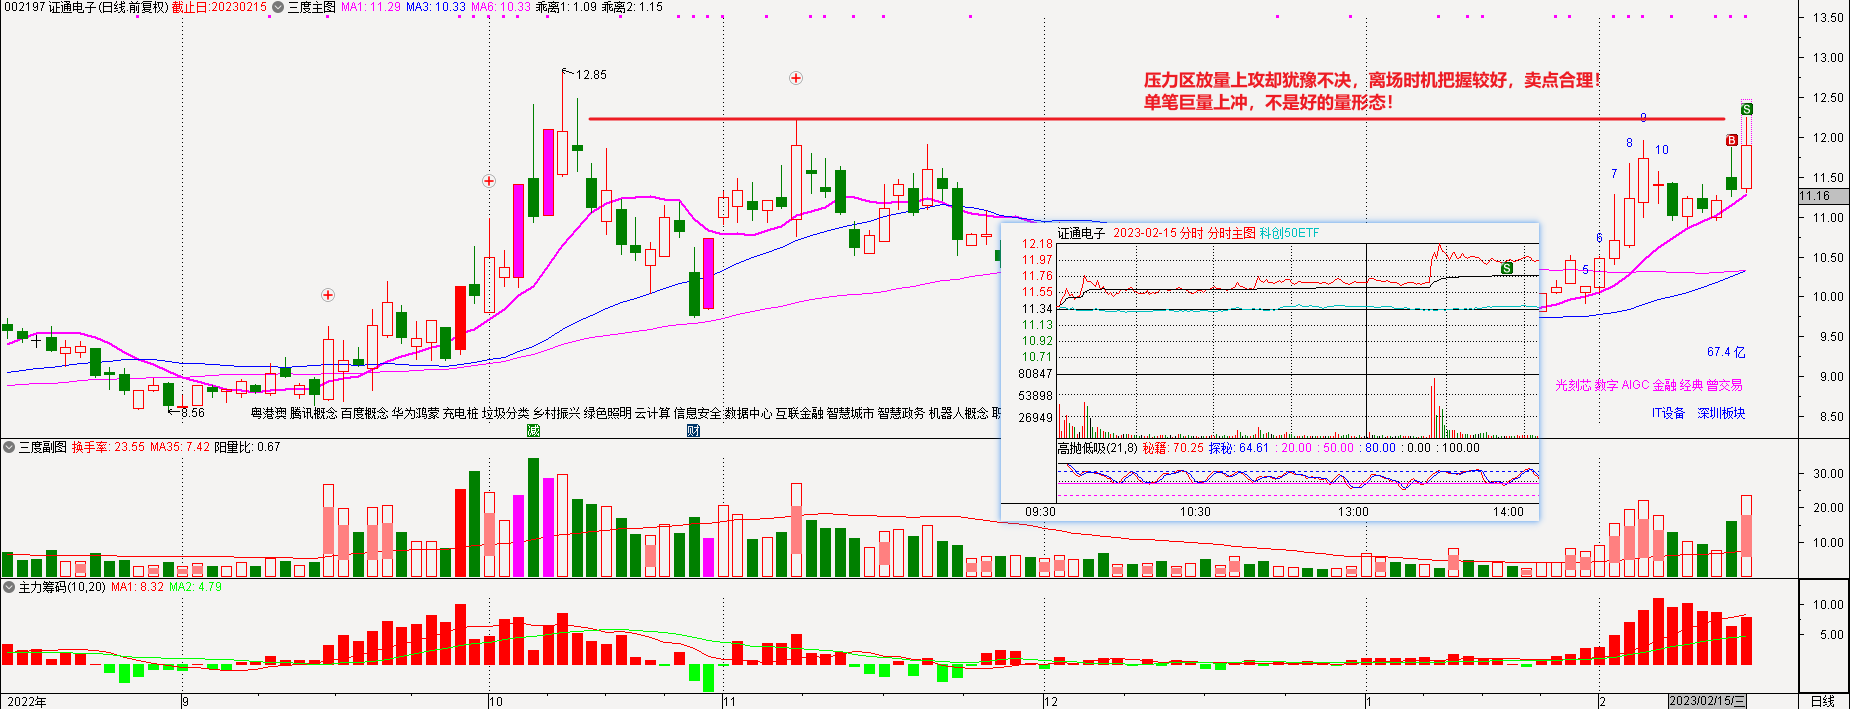 002197 证通电子(日线.前复权) 截止日:20230215 三度主图 MA1: 11.29 MA3: 10.33 MA6: 10.33 乖离1: 1.09 乖离2: 1.15
13.50
13.00
12.50
12.00
11.50
11.16
11.00
10.50
10.00
9.50
9.00
8.50
12.85
压力区放量上攻却犹豫不决，离场时机把握较好，卖点合理！
单笔巨量上冲，不是好的量形态！
S
B
5
6
7
8
9
10
8.56
67.4 亿
光刻芯 数字 AIGC 金融 经典 曾交易
IT设备 深圳板块
粤港澳 腾讯概念 百度概念 华为鸿蒙 充电桩 垃圾分类 乡村振兴 绿色照明 云计算 信息安全 数据中心 互联金融 智慧城市 智慧政务 机器人概念
减
财
证通电子 2023-02-15 分时 分时主图 科创50ETF
12.18
11.97
11.76
11.55
11.34
11.13
10.92
10.71
80847
53898
26949
S
高抛低吸(21,8) 秘籍: 70.25 探秘: 64.61 : 20.00 : 50.00 : 80.00 : 0.00 : 100.00
09:30 10:30 13:00 14:00
三度副图 换手率: 23.55 MA35: 7.42 阳量比: 0.67
30.00
20.00
10.00
主力筹码(10,20) MA1: 8.32 MA2: 4.79
10.00
5.00
2022年 9 10 11 12 1 2 2023/02/15/三 日线